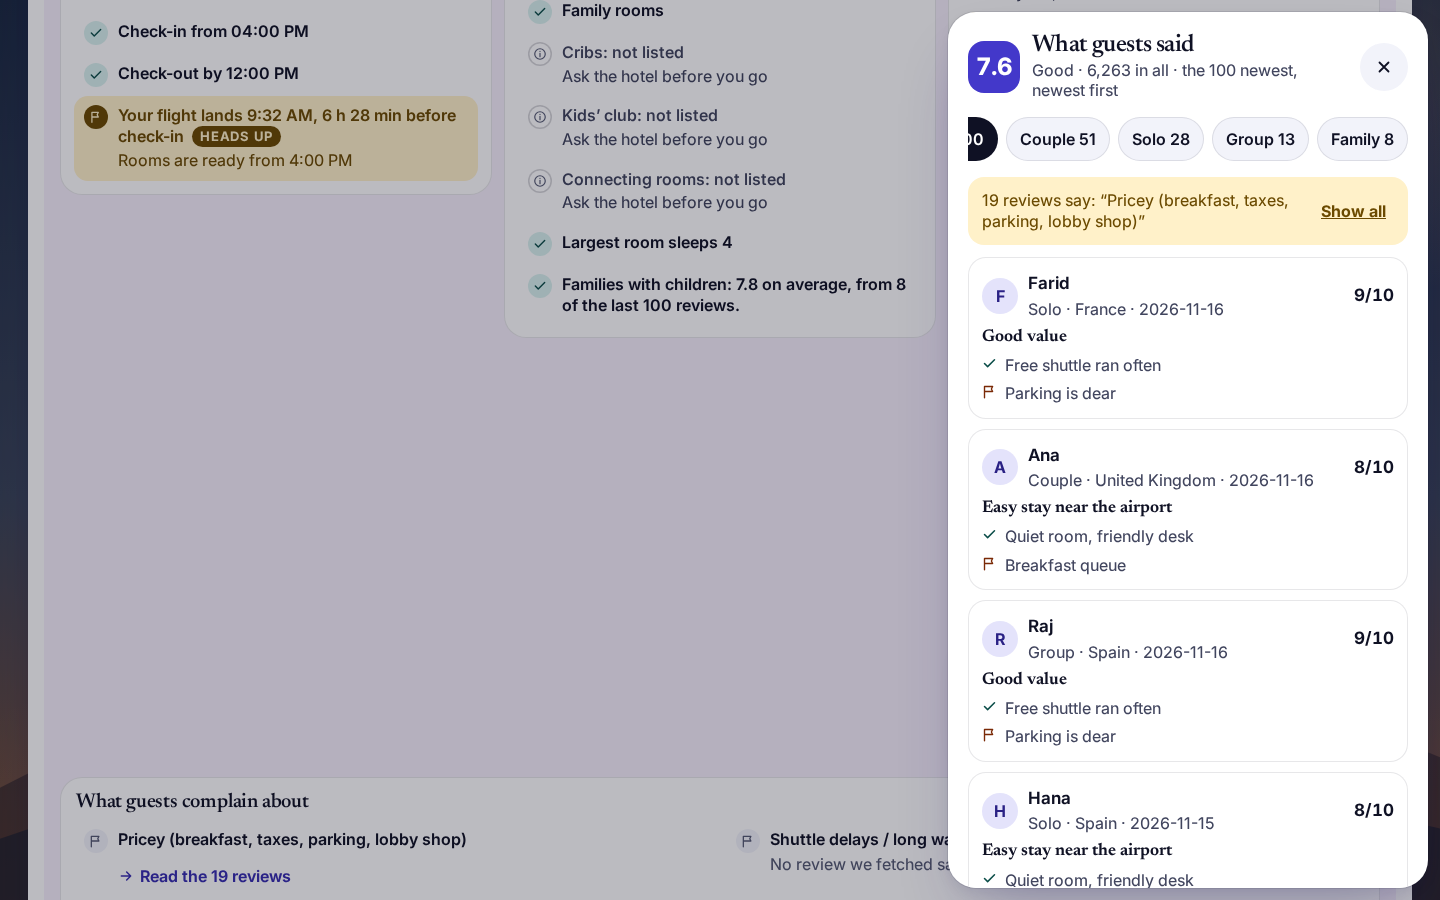 Check-in from 04:00 PM
Check-out by 12:00 PM
Your flight lands 9:32 AM, 6 h 28 min before
check-in HEADS UP
Rooms are ready from 4:00 PM
Family rooms
Cribs: not listed
Ask the hotel before you go
Kids’ club: not listed
Ask the hotel before you go
Connecting rooms: not listed
Ask the hotel before you go
Largest room sleeps 4
Families with children: 7.8 on average, from 8
of the last 100 reviews.
What guests complain about
Pricey (breakfast, taxes, parking, lobby shop)
Read the 19 reviews
Shuttle delays / long
No review we fetched
7.6
What guests said
Good · 6,263 in all · the 100 newest,
newest first
Couple 51
Solo 28
Group 13
Family 8
19 reviews say: “Pricey (breakfast, taxes,
parking, lobby shop)”
Show all
F
Farid
Solo · France · 2026-11-16
9/10
Good value
Free shuttle ran often
Parking is dear
A
Ana
Couple · United Kingdom · 2026-11-16
8/10
Easy stay near the airport
Quiet room, friendly desk
Breakfast queue
R
Raj
Group · Spain · 2026-11-16
9/10
Good value
Free shuttle ran often
Parking is dear
H
Hana
Solo · Spain · 2026-11-15
8/10
Easy stay near the airport
Quiet room, friendly desk